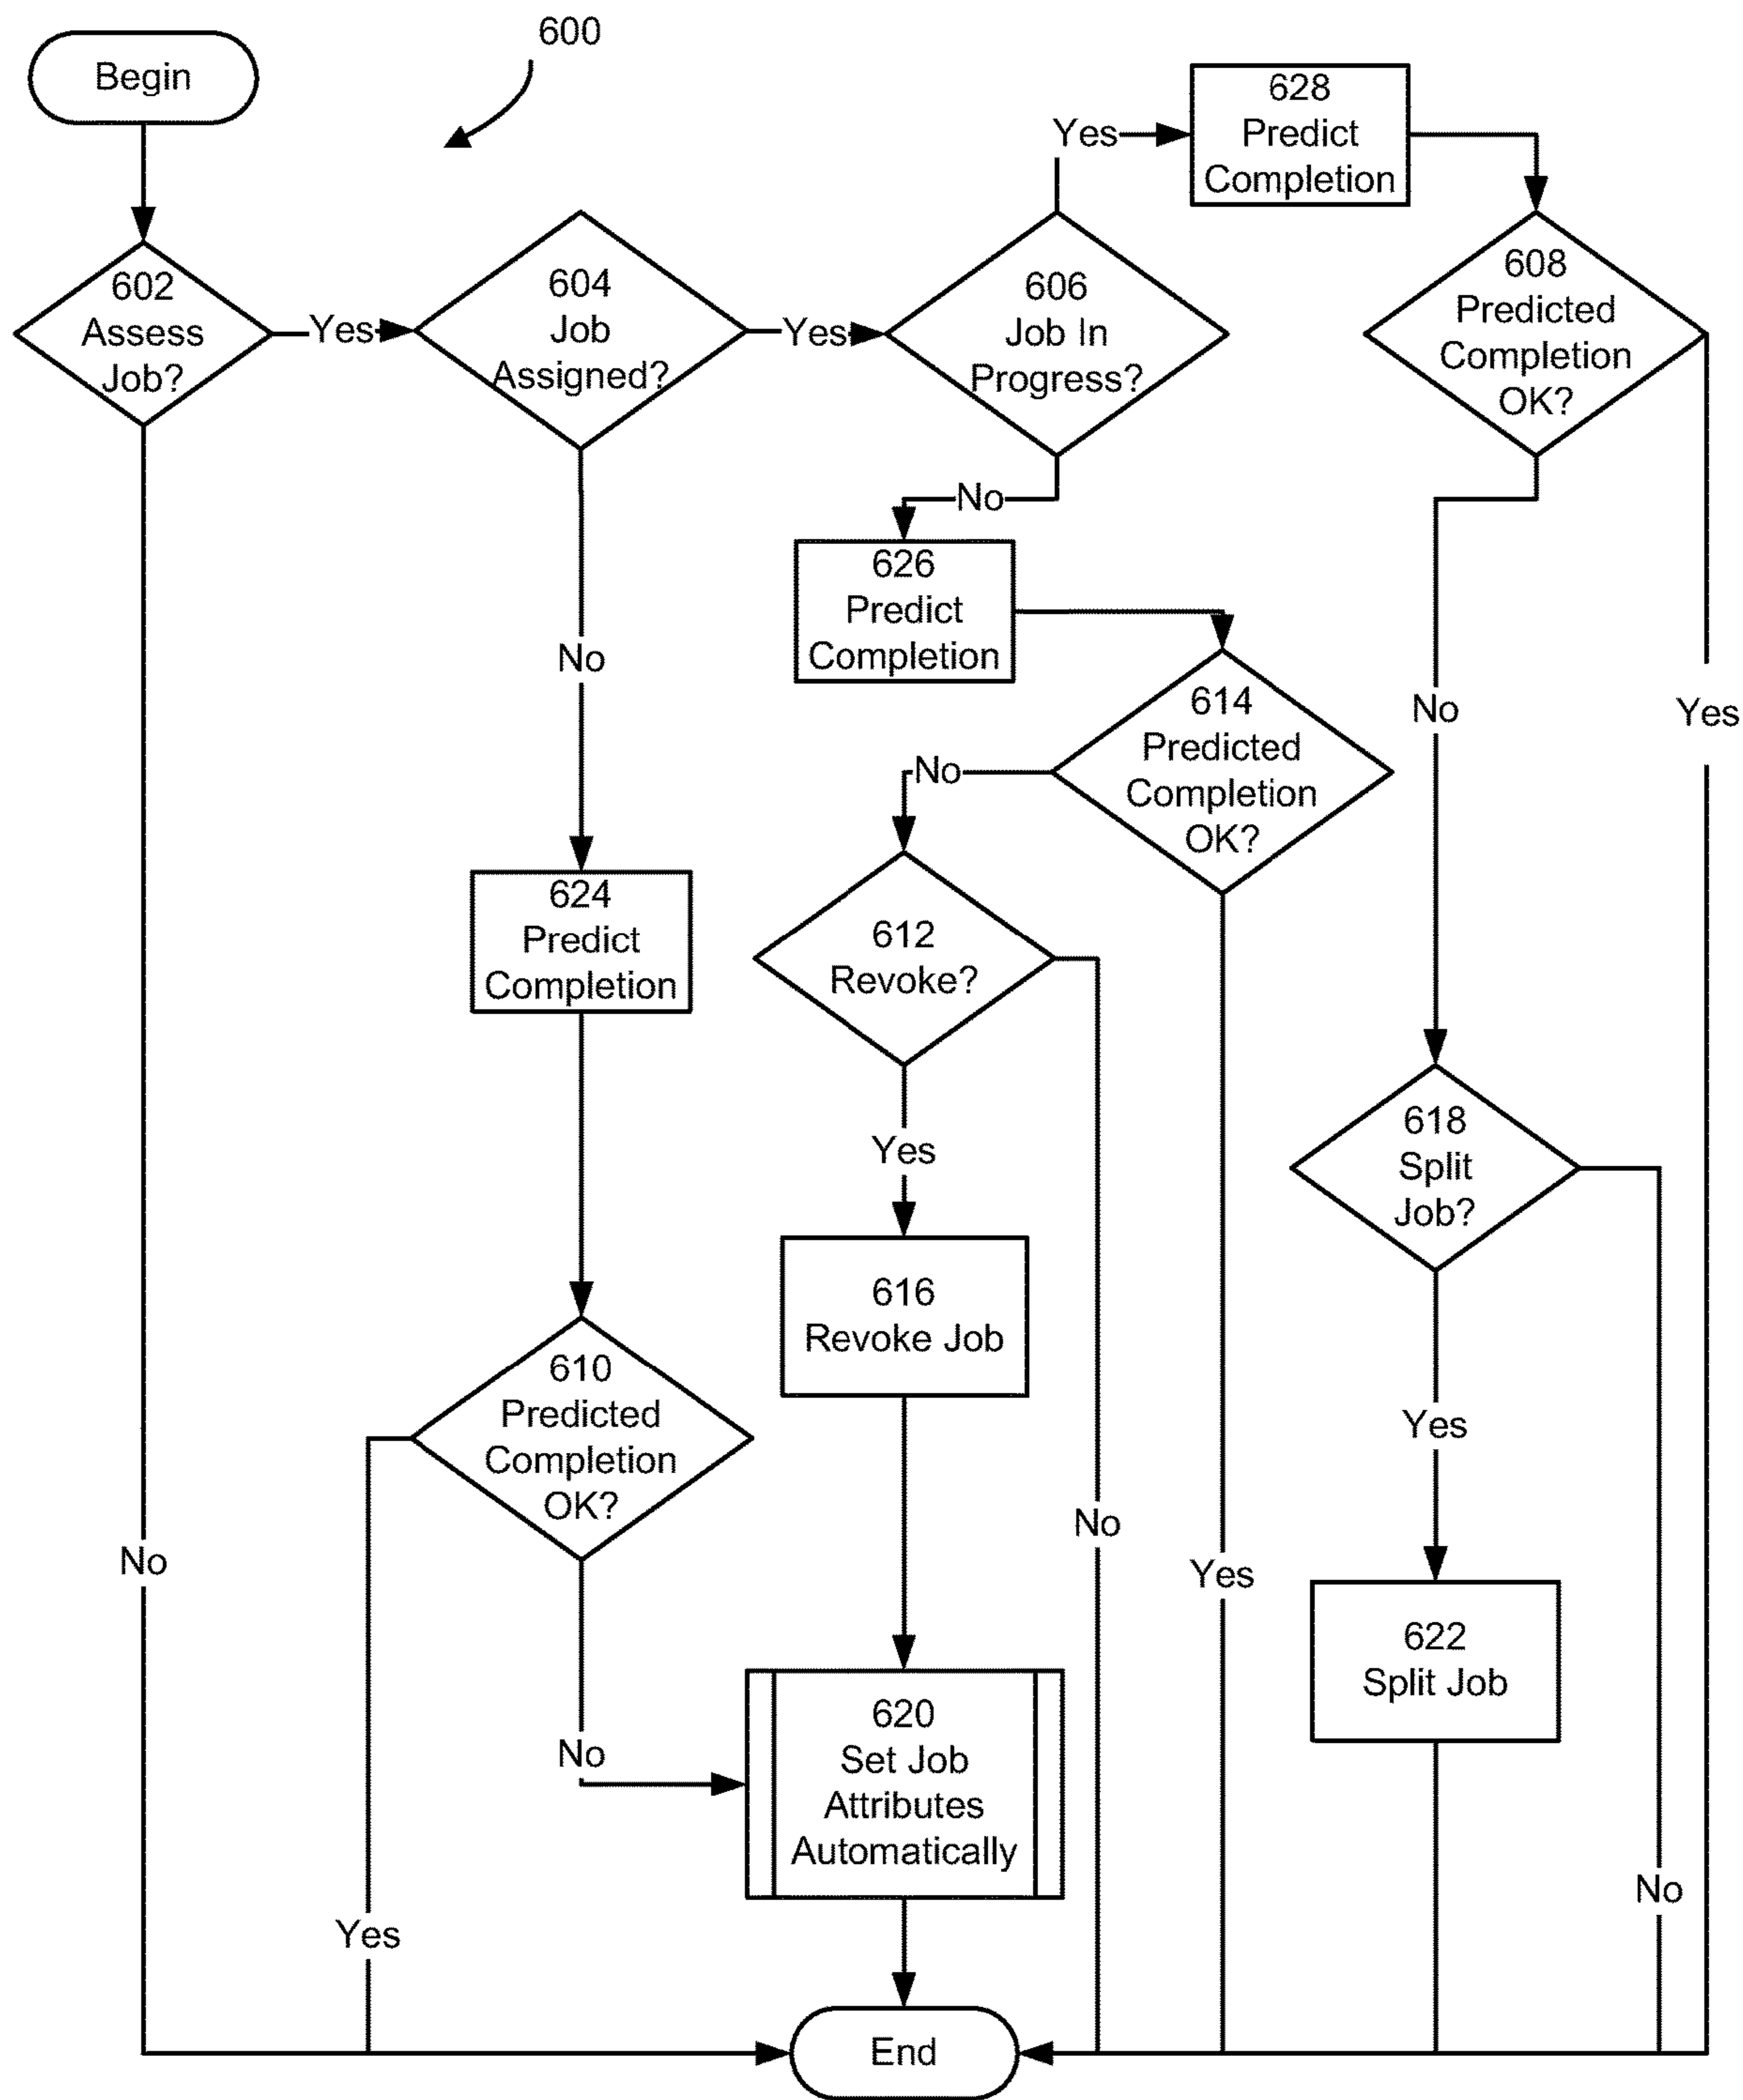 600
Begin
628
Predict
Completion
Yes
602
Assess
Job?
Yes
604
Job
Assigned?
Yes
606
Job In
Progress?
608
Predicted
Completion
OK?
No
626
Predict
Completion
No
614
Predicted
Completion
OK?
No
Yes
No
624
Predict
Completion
612
Revoke?
Yes
618
Split
Job?
616
Revoke Job
610
Predicted
Completion
OK?
Yes
No
No
Yes
622
Split Job
620
Set Job
Attributes
Automatically
No
Yes
No
End